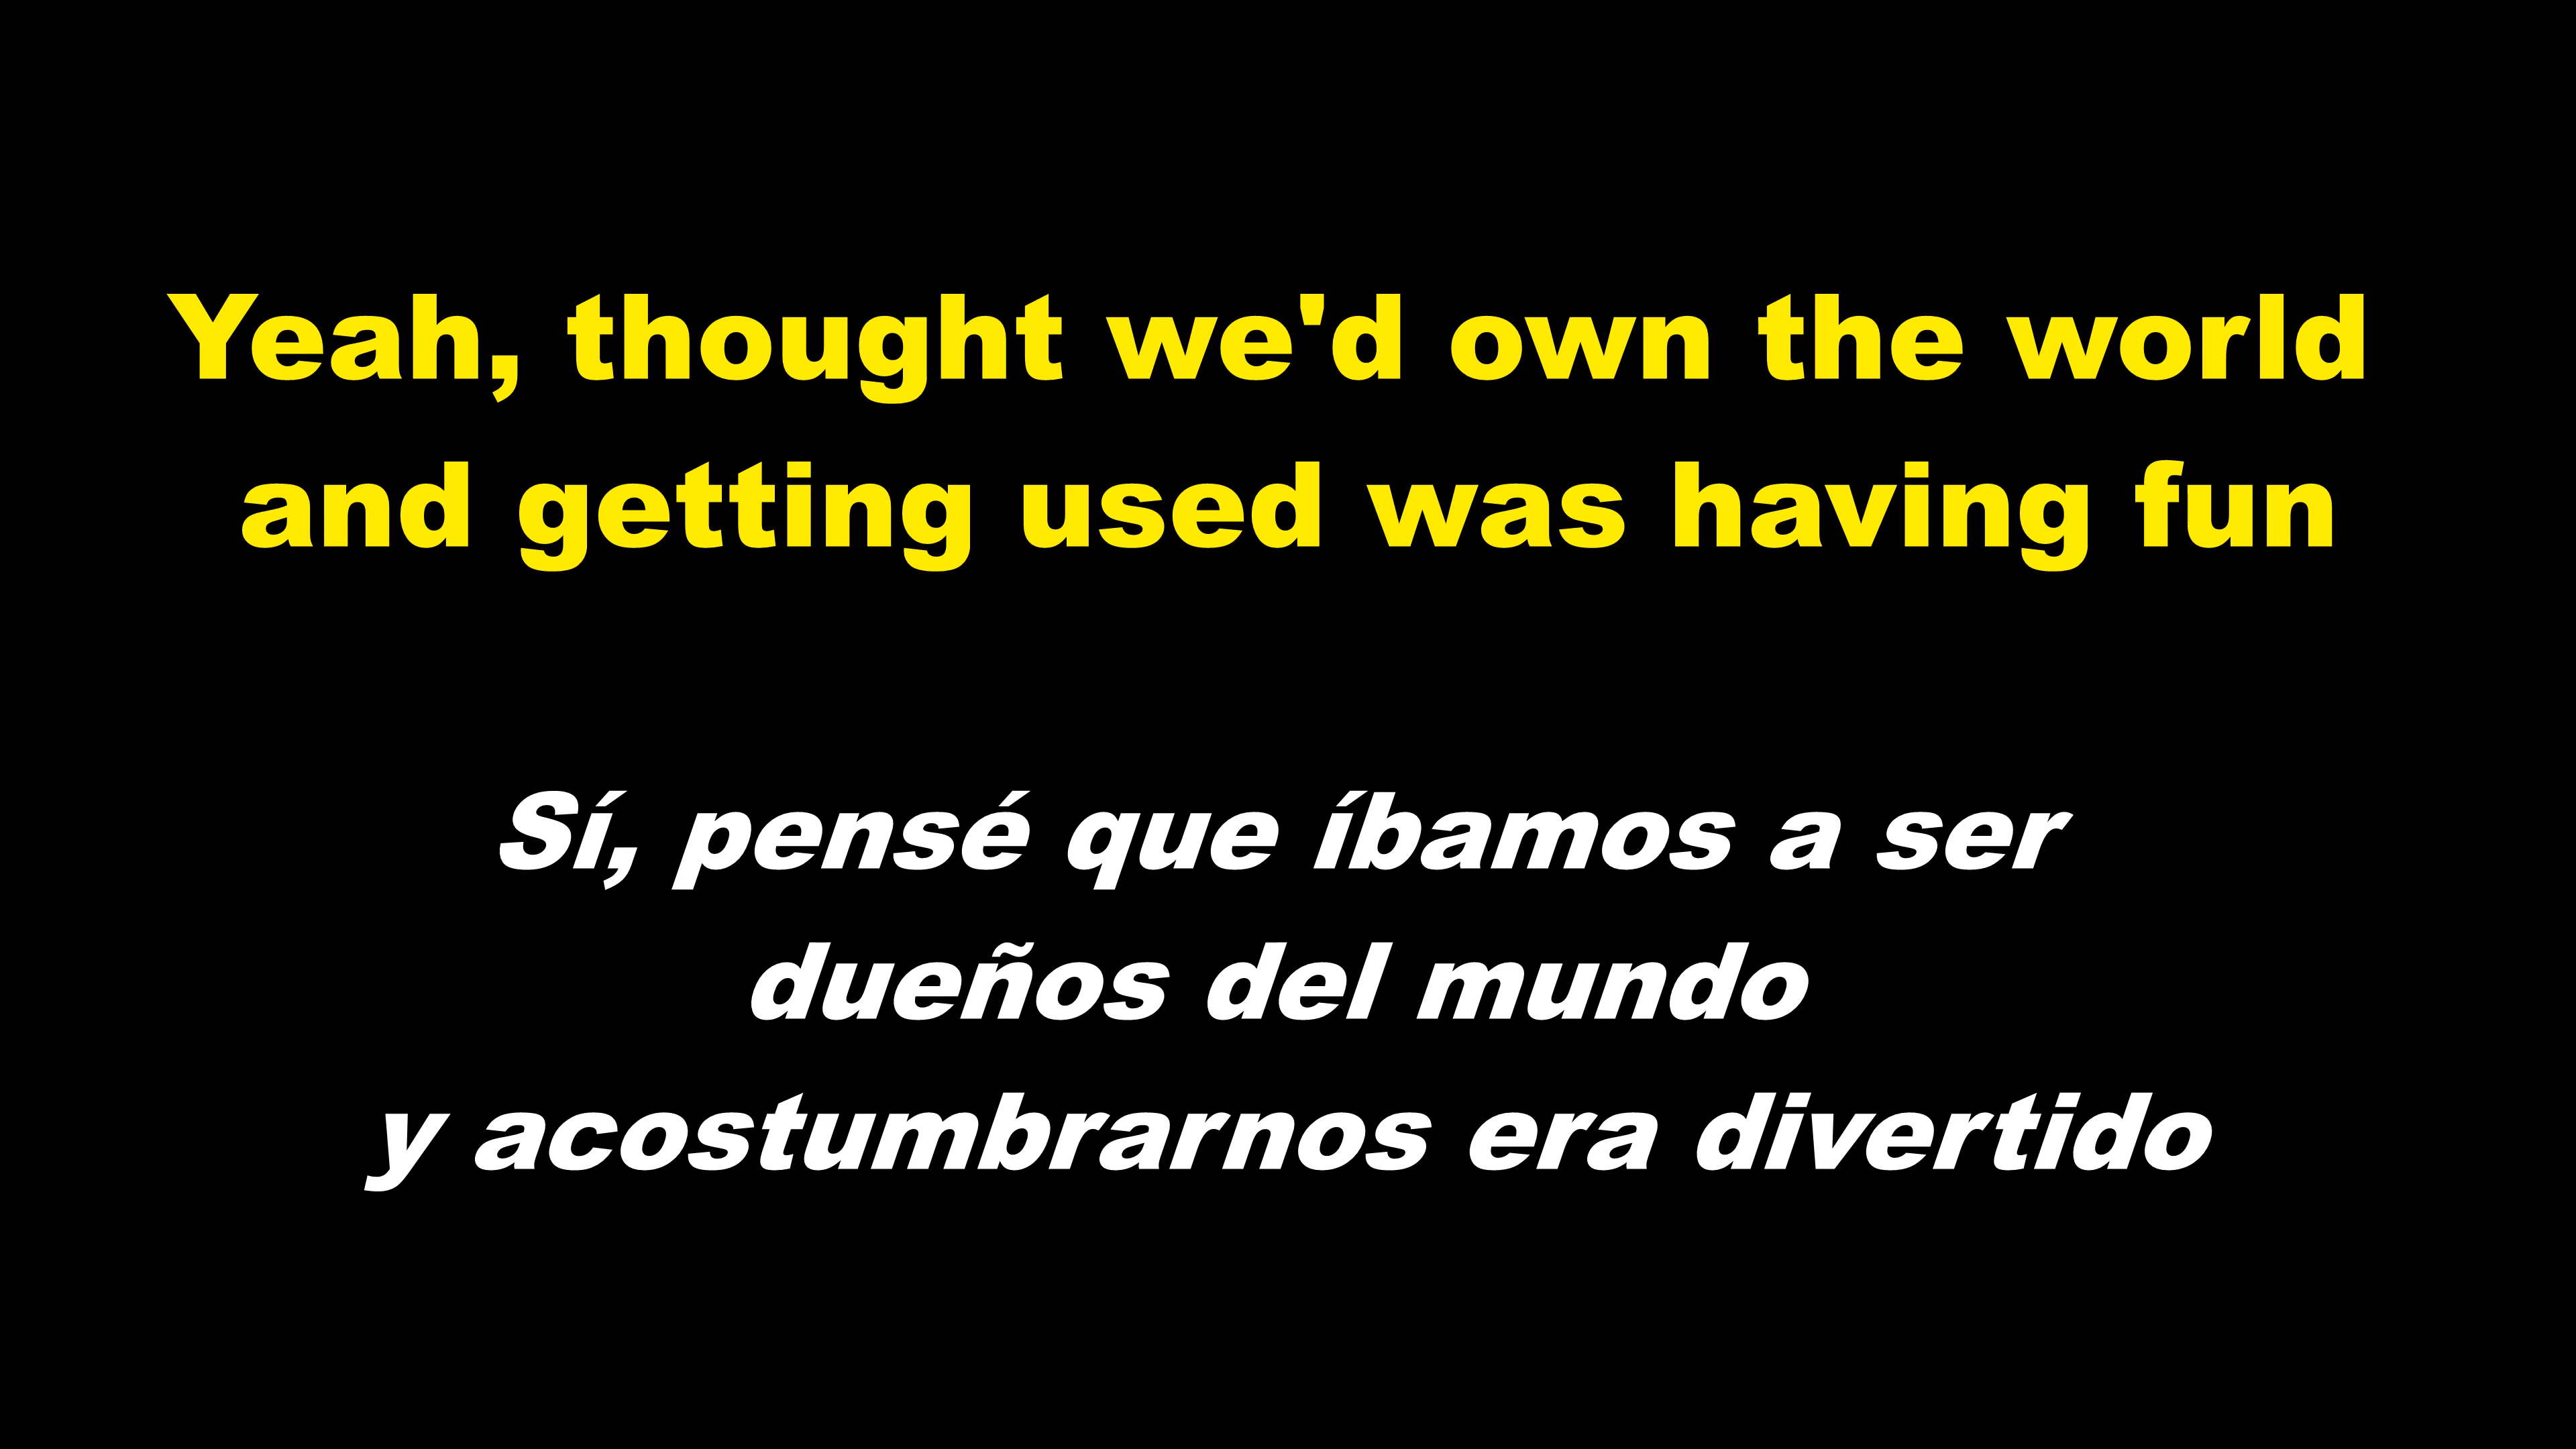 Yeah, thought we'd own the world
and getting used was having fun
Sí, pensé que íbamos a ser
dueños del mundo
y acostumbrarnos era divertido